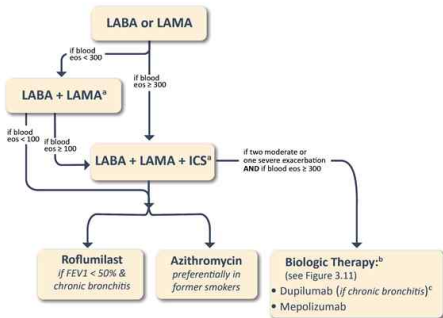 LABA or LAMA
if blood
eos < 300
if blood
eos ≥ 300
LABA + LAMAᵃ
if blood
eos < 100
if blood
eos ≥ 100
LABA + LAMA + ICSᵃ
if two moderate or
one severe exacerbation
AND if blood eos ≥ 300
Roflumilast
if FEV1 < 50% &
chronic bronchitis
Azithromycin
preferentially in
former smokers
Biologic Therapy:ᵇ
(see Figure 3.11)
• Dupilumab (if chronic bronchitis)ᶜ
• Mepolizumab